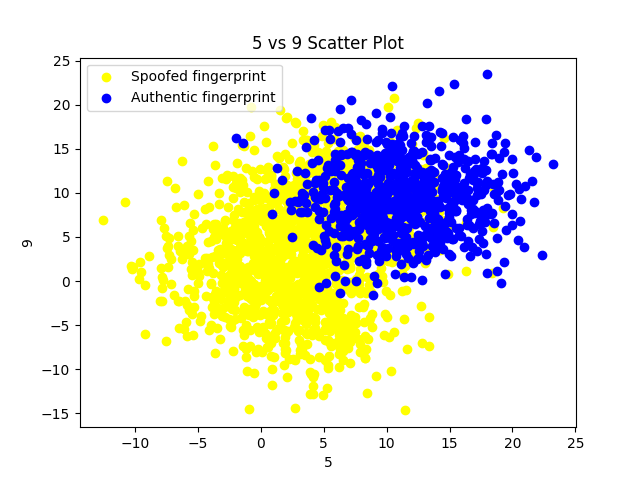 5 vs 9 Scatter Plot
Spoofed fingerprint
Authentic fingerprint
25
20
15
10
5
0
−5
−10
−15
9
−10 −5 0 5 10 15 20 25
5